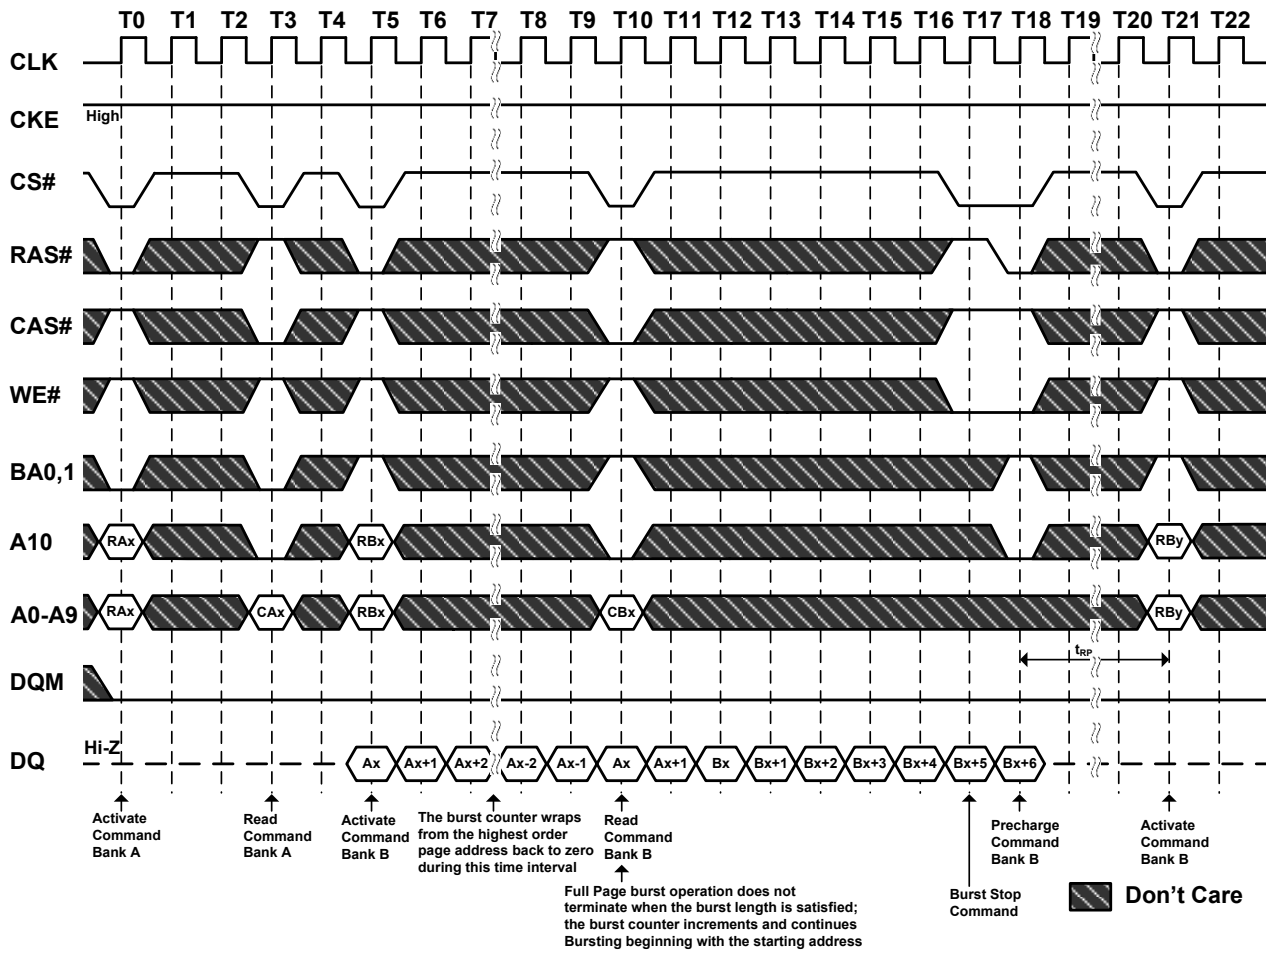 T0 T1 T2 T3 T4 T5 T6 T7 T8 T9 T10 T11 T12 T13 T14 T15 T16 T17 T18 T19 T20 T21 T22
CLK
CKE
High
CS#
RAS#
CAS#
WE#
BA0,1
A10
RAx RBx RBy
A0-A9
RAx CAx RBx CBx RBy
tRP
DQM
DQ
Hi-Z
Ax Ax+1 Ax+2 Ax-2 Ax-1 Ax Ax+1 Bx Bx+1 Bx+2 Bx+3 Bx+4 Bx+5 Bx+6
Activate
Command
Bank A
Read
Command
Bank A
Activate
Command
Bank B
The burst counter wraps
from the highest order
page address back to zero
during this time interval
Read
Command
Bank B
Full Page burst operation does not
terminate when the burst length is satisfied;
the burst counter increments and continues
Bursting beginning with the starting address
Burst Stop
Command
Precharge
Command
Bank B
Activate
Command
Bank B
Don't Care